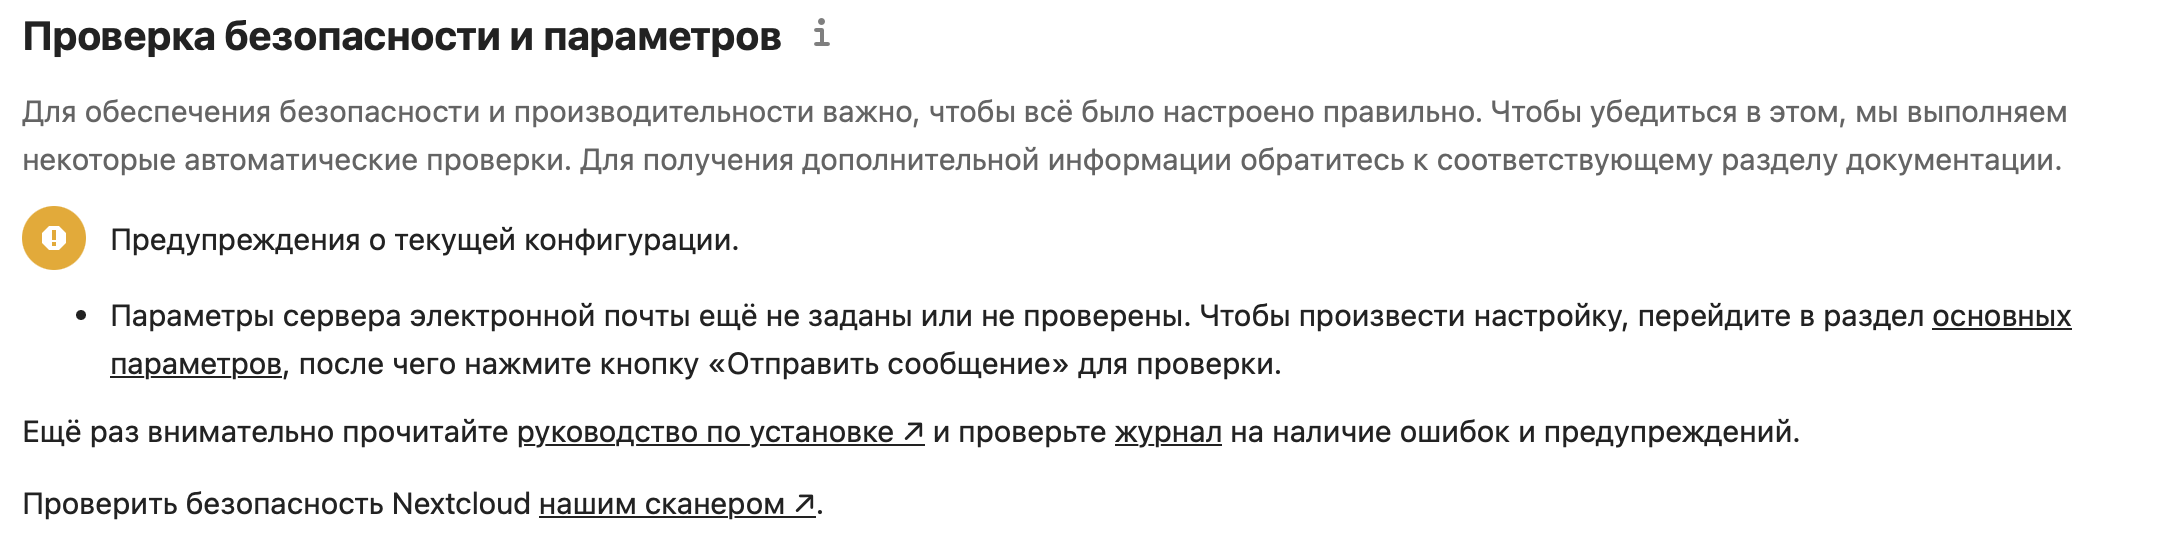 Проверка безопасности и параметров i
Для обеспечения безопасности и производительности важно, чтобы всё было настроено правильно. Чтобы убедиться в этом, мы выполняем
некоторые автоматические проверки. Для получения дополнительной информации обратитесь к соответствующему разделу документации.
Предупреждения о текущей конфигурации.
• Параметры сервера электронной почты ещё не заданы или не проверены. Чтобы произвести настройку, перейдите в раздел основных
параметров, после чего нажмите кнопку «Отправить сообщение» для проверки.
Ещё раз внимательно прочитайте руководство по установке ↗ и проверьте журнал на наличие ошибок и предупреждений.
Проверить безопасность Nextcloud нашим сканером ↗.